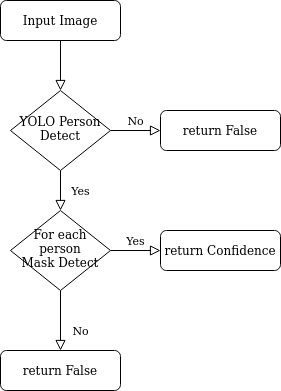 Input Image
YOLO Person
Detect
No
return False
Yes
For each
person
Mask Detect
Yes
return Confidence
No
return False